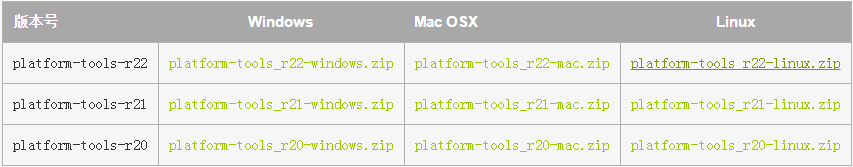 版本号 Windows Mac OSX Linux
platform-tools-r22 platform-tools_r22-windows.zip platform-tools_r22-mac.zip platform-tools_r22-linux.zip
platform-tools-r21 platform-tools_r21-windows.zip platform-tools_r21-mac.zip platform-tools_r21-linux.zip
platform-tools-r20 platform-tools_r20-windows.zip platform-tools_r20-mac.zip platform-tools_r20-linux.zip